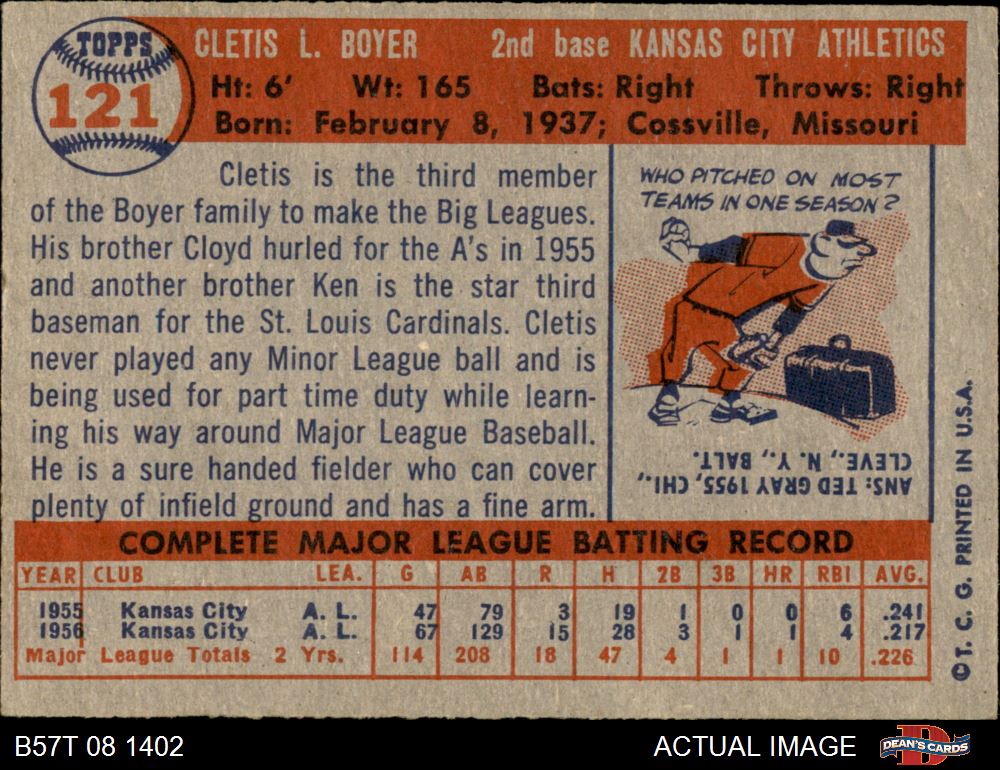 TOPPS
121
CLETIS L. BOYER 2nd base KANSAS CITY ATHLETICS
Ht: 6' Wt: 165 Bats: Right Throws: Right
Born: February 8, 1937; Cossville, Missouri
Cletis is the third member
of the Boyer family to make the Big Leagues.
His brother Cloyd hurled for the A's in 1955
and another brother Ken is the star third
baseman for the St. Louis Cardinals. Cletis
never played any Minor League ball and is
being used for part time duty while learn-
ing his way around Major League Baseball.
He is a sure handed fielder who can cover
plenty of infield ground and has a fine arm.
WHO PITCHED ON MOST
TEAMS IN ONE SEASON?
ANS: TED GRAY 1955, CHI.,
CLEVE., N. Y., BALT.
COMPLETE MAJOR LEAGUE BATTING RECORD
YEAR CLUB LEA. G AB R H 2B 3B HR RBI AVG.
1955 Kansas City A. L. 47 79 3 19 1 0 0 6 .241
1956 Kansas City A. L. 67 129 15 28 3 1 1 4 .217
Major League Totals 2 Yrs. 114 208 18 47 4 1 1 10 .226
© T. C. G. PRINTED IN U.S.A.
B57T 08 1402 ACTUAL IMAGE
DEAN'S CARDS